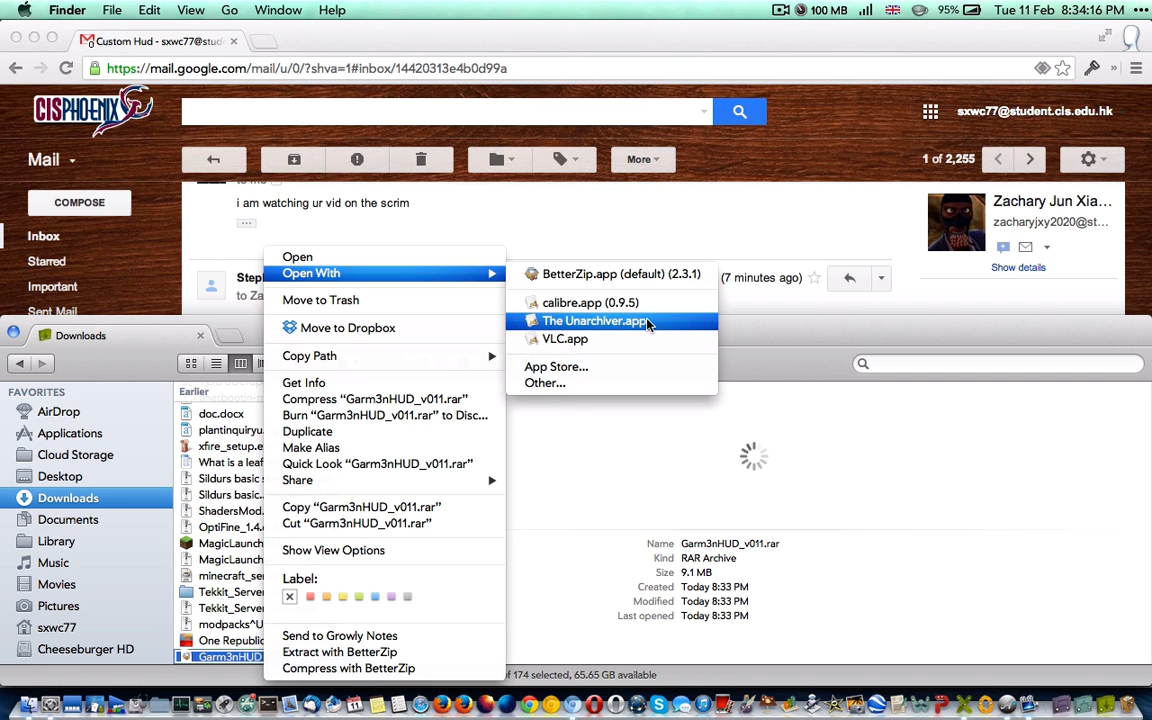 Finder File Edit View Go Window Help 100 MB 95% Tue 11 Feb 8:34:16 PM
Custom Hud - sxwc77@stud
https://mail.google.com/mail/u/0/?shva=1#inbox/14420313e4b0d99a
CISPHOENIX
sxwc77@student.cis.edu.hk
Mail
More
1 of 2,255
COMPOSE
i am watching ur vid on the scrim
...
Zachary Jun Xia...
zacharyjxy2020@st...
Show details
Inbox
Starred
Important
Sent Mail
Steph
to Za
(7 minutes ago)
Open
Open With
Move to Trash
Move to Dropbox
Copy Path
Get Info
Compress “Garm3nHUD_v011.rar”
Burn “Garm3nHUD_v011.rar” to Disc...
Duplicate
Make Alias
Quick Look “Garm3nHUD_v011.rar”
Share
Copy “Garm3nHUD_v011.rar”
Cut “Garm3nHUD_v011.rar”
Show View Options
Label:
Send to Growly Notes
Extract with BetterZip
Compress with BetterZip
BetterZip.app (default) (2.3.1)
calibre.app (0.9.5)
The Unarchiver.app
VLC.app
App Store...
Other...
Downloads
FAVORITES
AirDrop
Applications
Cloud Storage
Desktop
Downloads
Documents
Library
Music
Movies
Pictures
sxwc77
Cheeseburger HD
Earlier
doc.docx
plantinquiryu.
xfire_setup.e
What is a leaf
Sildurs basic s
Sildurs basic.
ShadersMod.
OptiFine_1.4.
MagicLaunch
MagicLaunch
minecraft_se
Tekkit_Server
Tekkit_Server
modpacks^U
One Republic
Garm3nHUD
Name Garm3nHUD_v011.rar
Kind RAR Archive
Size 9.1 MB
Created Today 8:33 PM
Modified Today 8:33 PM
Last opened Today 8:33 PM
of 174 selected, 65.65 GB available